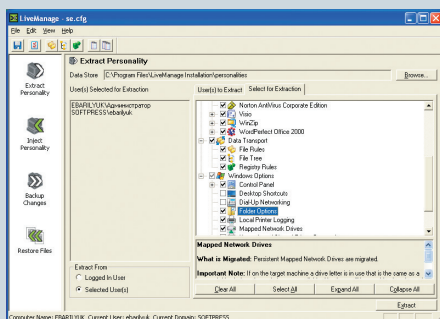 LiveManage - se.cfg
File Edit View Help
Extract Personality
Data Store C:\Program Files\LiveManage Installation\personalities
Browse...
Extract
Personality
Inject
Personality
Backup
Changes
Restore Files
User(s) Selected for Extraction
EBARILYUK\Администратор
SOFTPRESS\ebarilyuk
Extract From
Logged In User
Selected User(s)
User(s) to Extract
Select for Extraction
Norton AntiVirus Corporate Edition
Visio
WinZip
WordPerfect Office 2000
Data Transport
File Rules
File Tree
Registry Rules
Windows Options
Control Panel
Desktop Shortcuts
Dial-Up Networking
Folder Options
Local Printer Logging
Mapped Network Drives
Mapped Network Drives
What is Migrated: Persistent Mapped Network Drives are migrated.
Important Note: If on the target machine a drive letter is in use that is the same as a
Clear All
Select All
Expand All
Collapse All
Extract
Computer Name: EBARILYUK Current User: ebarilyuk Current Domain: SOFTPRESS